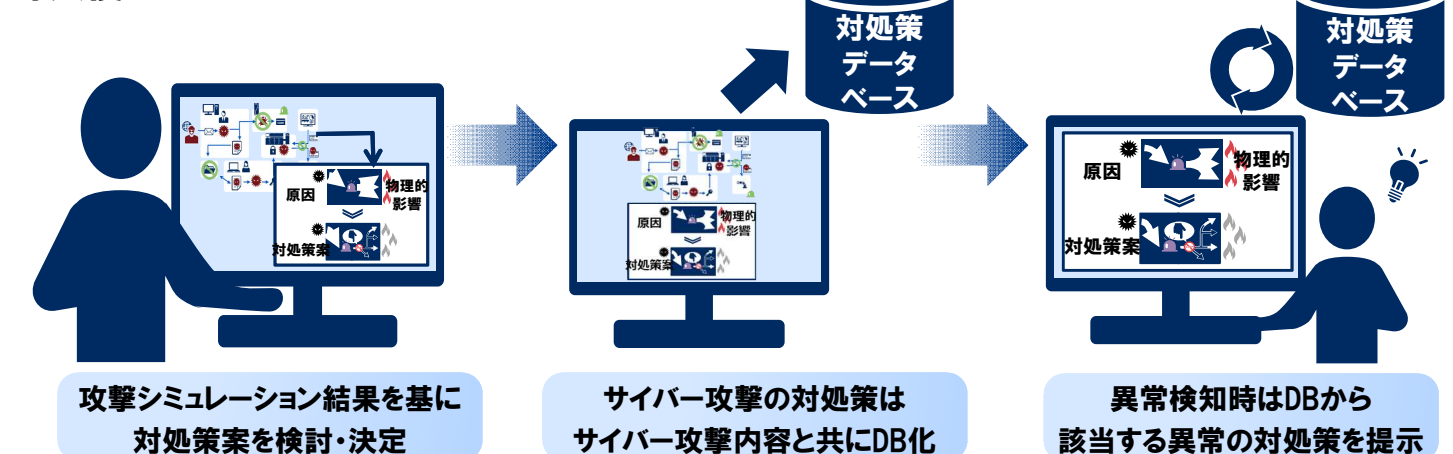 対処策
データ
ベース
対処策
データ
ベース
原因
物理的
影響
対処策案
原因
物理的
影響
対処策案
原因
物理的
影響
対処策案
攻撃シミュレーション結果を基に
対処策案を検討・決定
サイバー攻撃の対処策は
サイバー攻撃内容と共にDB化
異常検知時はDBから
該当する異常の対処策を提示